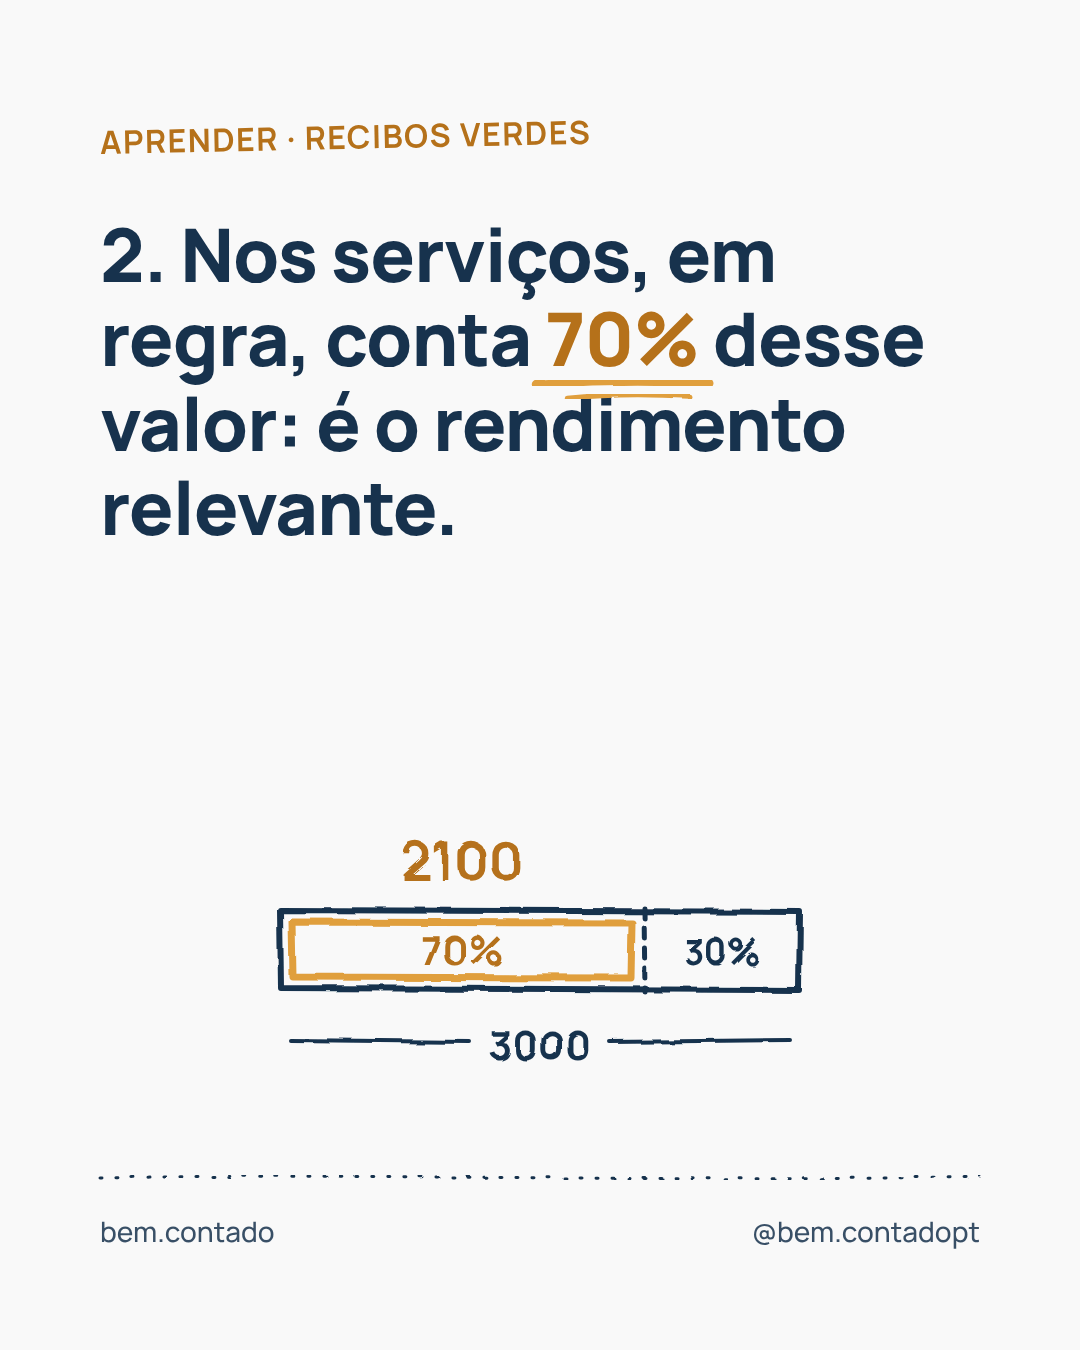 APRENDER · RECIBOS VERDES
2. Nos serviços, em
regra, conta 70% desse
valor: é o rendimento
relevante.
2100
70%
30%
3000
bem.contado
@bem.contadopt